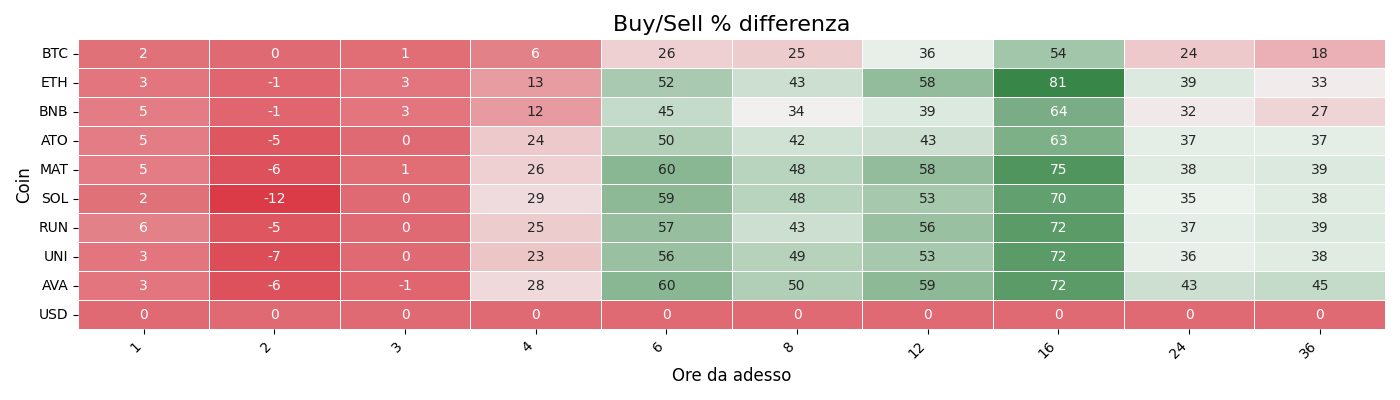 Buy/Sell % differenza
Coin
BTC 2 0 1 6 26 25 36 54 24 18
ETH 3 -1 3 13 52 43 58 81 39 33
BNB 5 -1 3 12 45 34 39 64 32 27
ATO 5 -5 0 24 50 42 43 63 37 37
MAT 5 -6 1 26 60 48 58 75 38 39
SOL 2 -12 0 29 59 48 53 70 35 38
RUN 6 -5 0 25 57 43 56 72 37 39
UNI 3 -7 0 23 56 49 53 72 36 38
AVA 3 -6 -1 28 60 50 59 72 43 45
USD 0 0 0 0 0 0 0 0 0 0
1 2 3 4 6 8 12 16 24 36
Ore da adesso